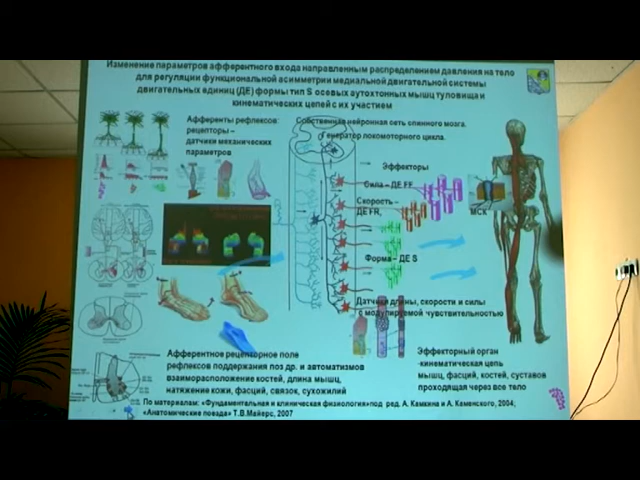 Изменение параметров афферентного входа направленным распределением давления на тело
для регуляции функциональной асимметрии медиальной двигательной системы
двигательных единиц (ДЕ) формы тип S осевых аутохтонных мышц туловища и
кинематических цепей с их участием
Афференты рефлексов:
рецепторы –
датчики механических
параметров
Собственная нейронная сеть спинного мозга.
Генератор локомоторного цикла.
Эффекторы
Сила – ДЕ FF
Скорость –
ДЕ FR,
МСК
Форма – ДЕ S
Датчики длины, скорости и силы
с модулируемой чувствительностью
Афферентное рецепторное поле
рефлексов поддержания поз др. и автоматизмов
взаиморасположение костей, длина мышц,
натяжение кожи, фасций, связок, сухожилий
Эффекторный орган
-кинематическая цепь
мышц, фасций, костей, суставов
проходящая через все тело
По материалам: «Фундаментальная и клиническая физиология»под ред. А. Камкина и А. Каменского, 2004;
«Анатомические поезда» Т.В.Майерс, 2007